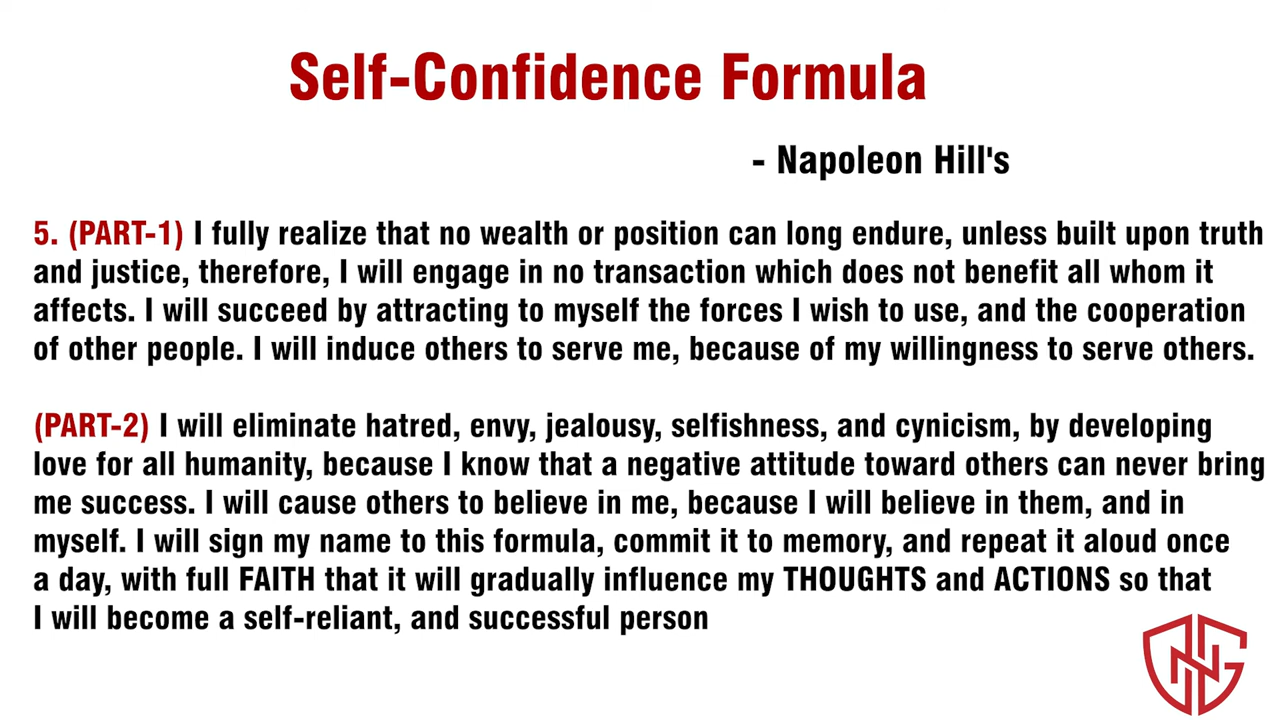 Self-Confidence Formula
- Napoleon Hill's
5. (PART-1) I fully realize that no wealth or position can long endure, unless built upon truth
and justice, therefore, I will engage in no transaction which does not benefit all whom it
affects. I will succeed by attracting to myself the forces I wish to use, and the cooperation
of other people. I will induce others to serve me, because of my willingness to serve others.
(PART-2) I will eliminate hatred, envy, jealousy, selfishness, and cynicism, by developing
love for all humanity, because I know that a negative attitude toward others can never bring
me success. I will cause others to believe in me, because I will believe in them, and in
myself. I will sign my name to this formula, commit it to memory, and repeat it aloud once
a day, with full FAITH that it will gradually influence my THOUGHTS and ACTIONS so that
I will become a self-reliant, and successful person